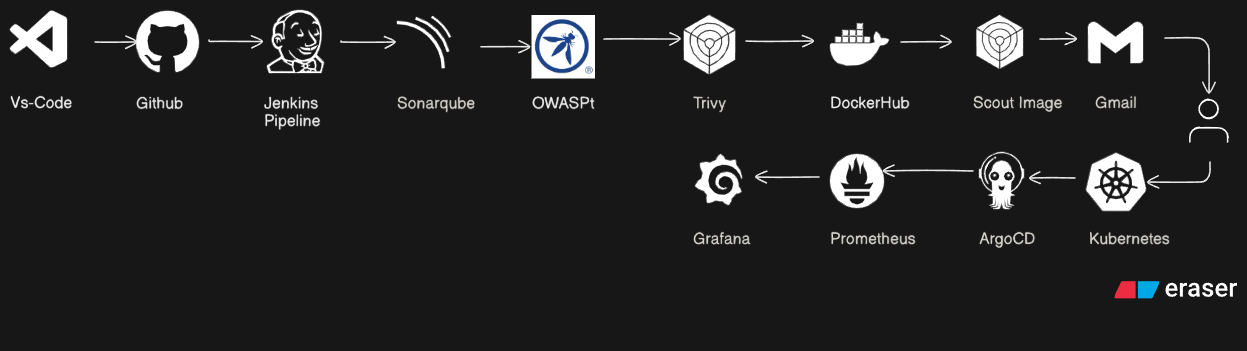 Vs-Code
Github
Jenkins
Pipeline
Sonarqube
OWASPt
Trivy
DockerHub
Scout Image
Gmail
Grafana
Prometheus
ArgoCD
Kubernetes
eraser